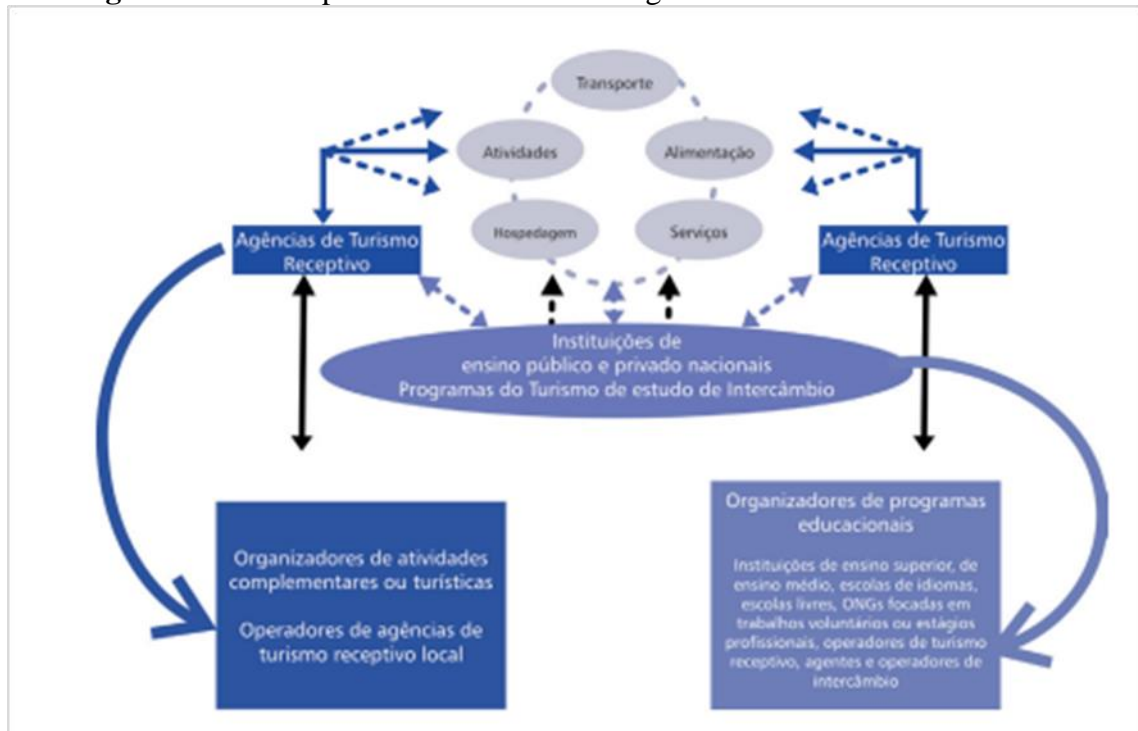 Transporte
Atividades
Alimentação
Hospedagem
Serviços
Agências de Turismo
Receptivo
Agências de Turismo
Receptivo
Instituições de
ensino público e privado nacionais
Programas do Turismo de estudo de Intercâmbio
Organizadores de atividades
complementares ou turísticas
Operadores de agências de
turismo receptivo local
Organizadores de programas
educacionais
Instituições de ensino superior, de
ensino médio, escolas de idiomas,
escolas livres, ONGs focadas em
trabalhos voluntários ou estágios
profissionais, operadores de turismo
receptivo, agentes e operadores de
intercâmbio